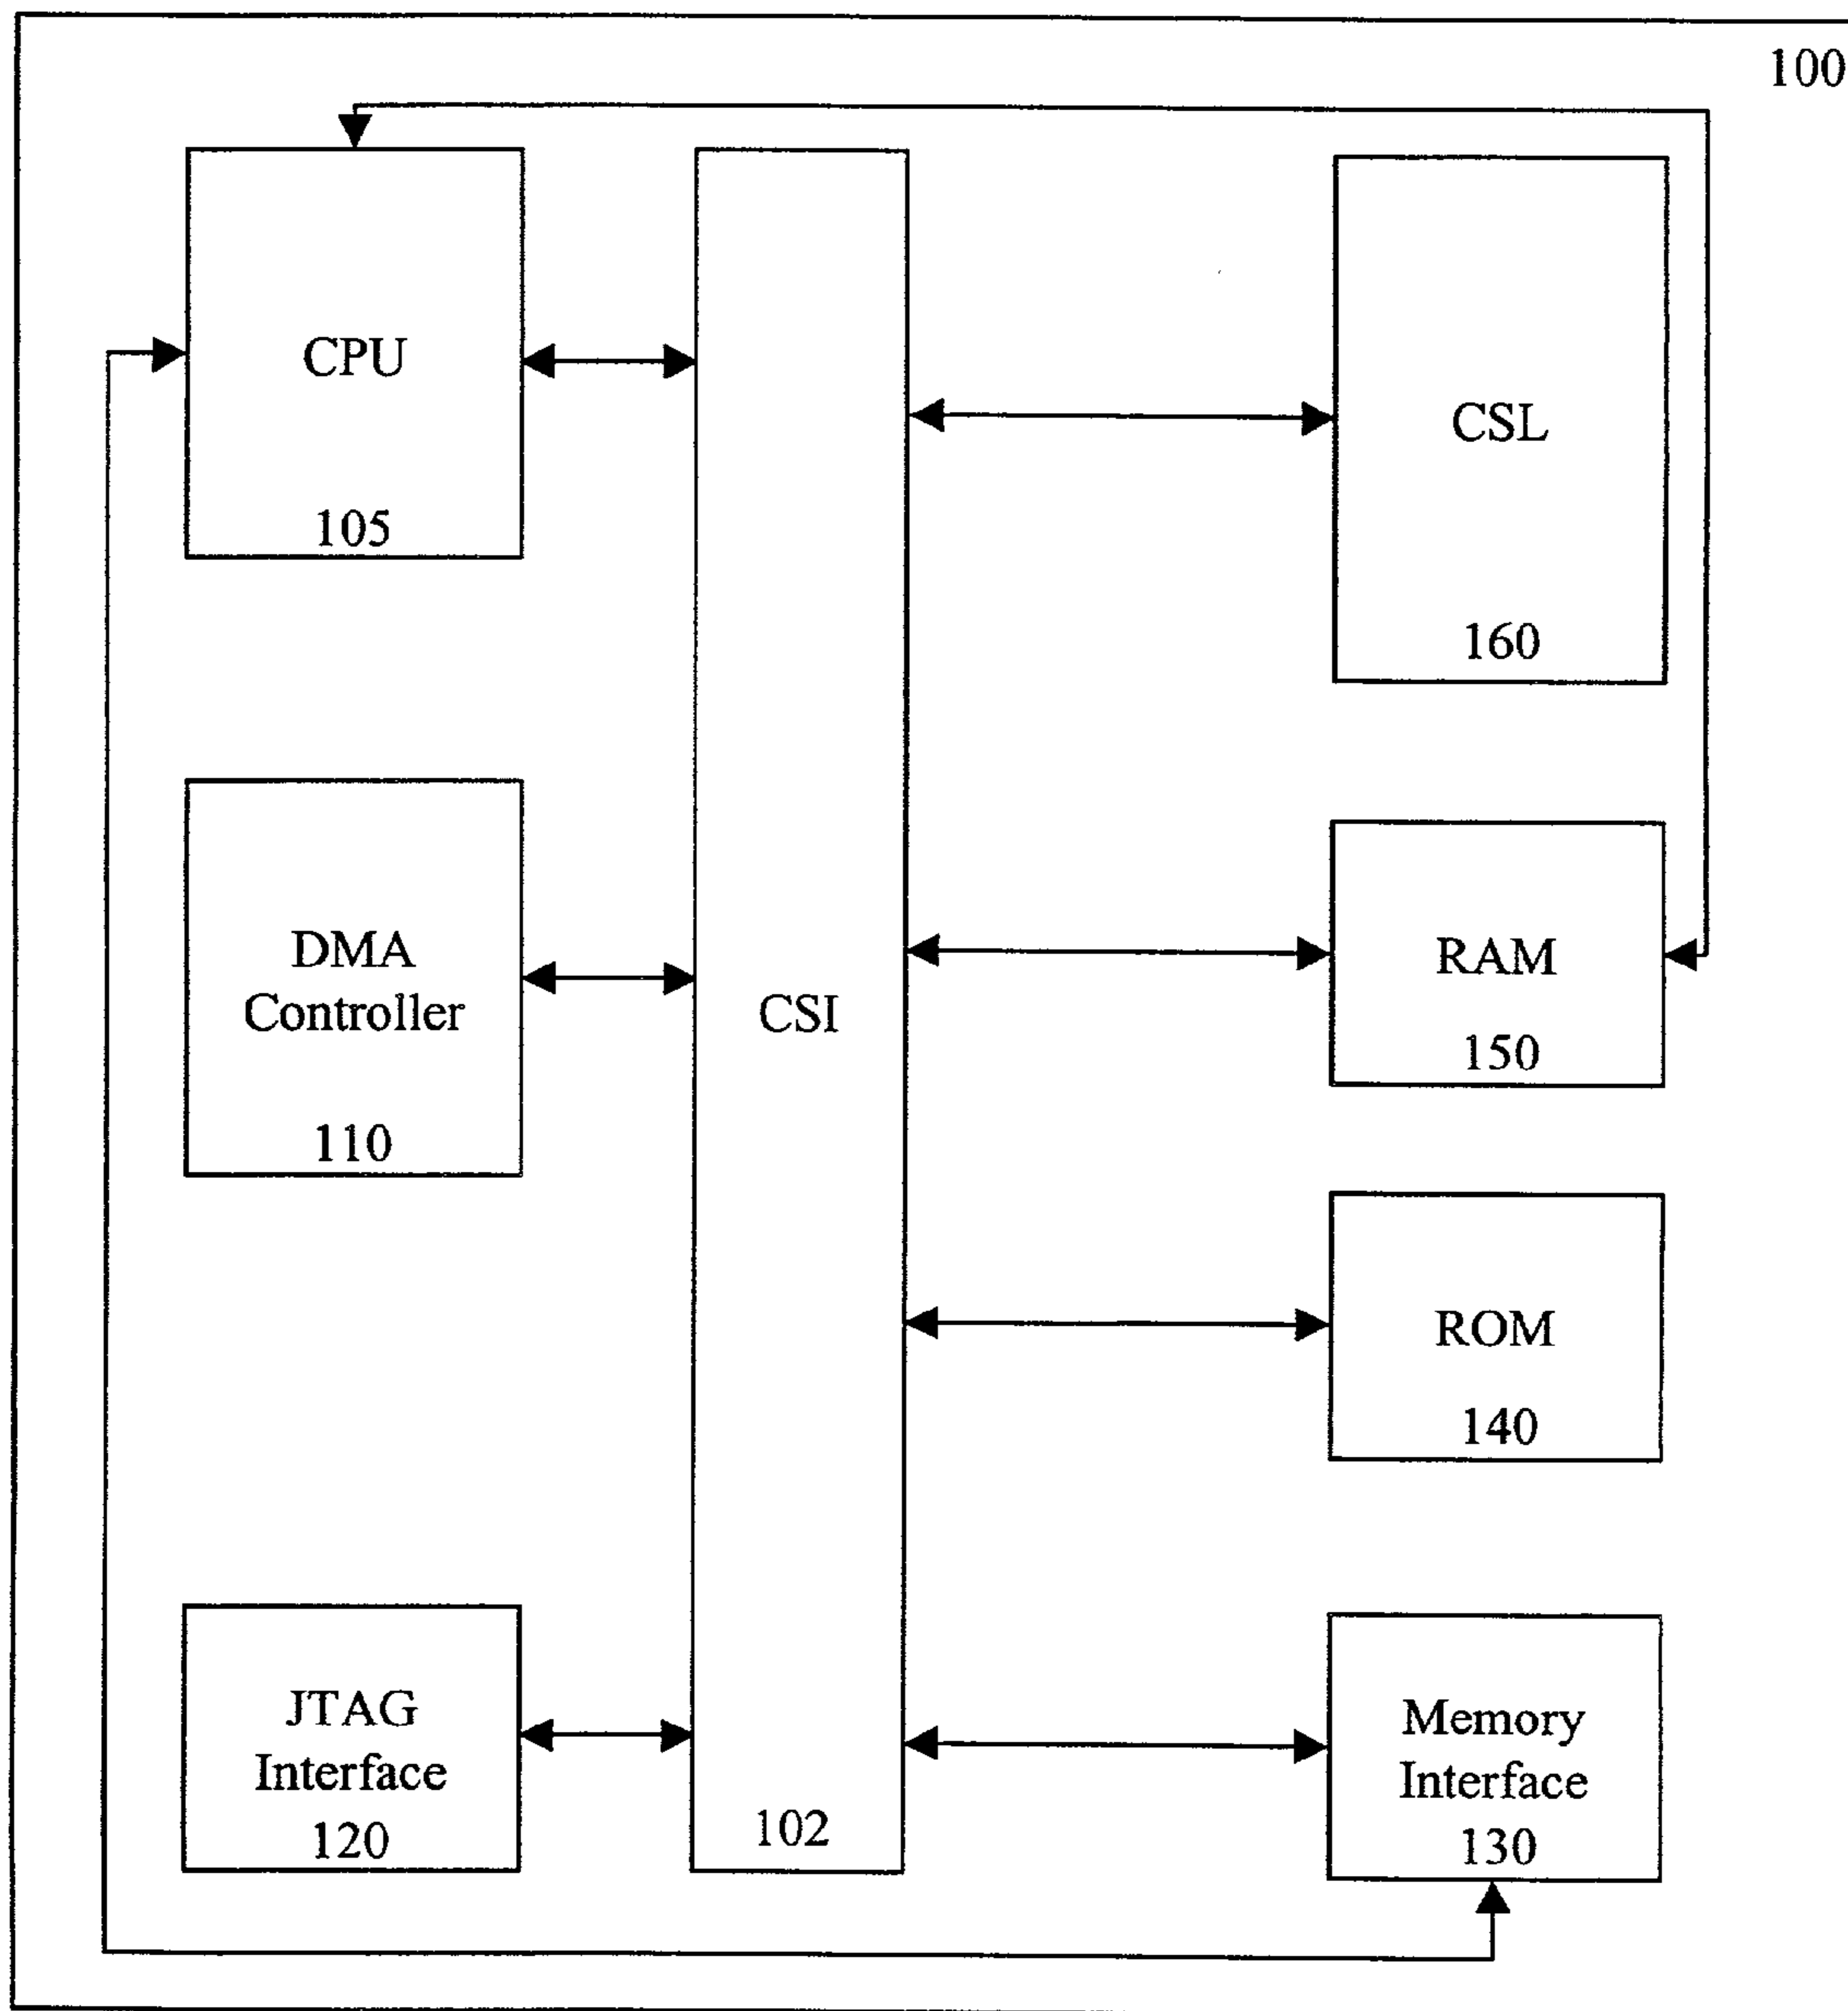 100
CPU
105
CSL
160
DMA
Controller
110
CSI
102
RAM
150
ROM
140
JTAG
Interface
120
Memory
Interface
130